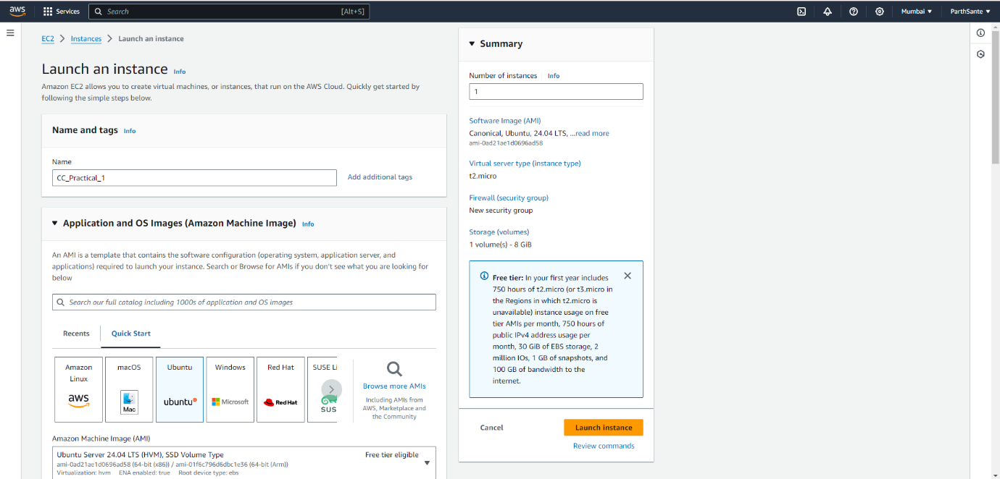 aws
Services
Search
[Alt+S]
Mumbai
ParthSante
EC2 > Instances > Launch an instance
Launch an instance Info
Amazon EC2 allows you to create virtual machines, or instances, that run on the AWS Cloud. Quickly get started by
following the simple steps below.
Name and tags Info
Name
CC_Practical_1
Add additional tags
Application and OS Images (Amazon Machine Image) Info
An AMI is a template that contains the software configuration (operating system, application server, and
applications) required to launch your instance. Search or Browse for AMIs if you don't see what you are looking for
below
Search our full catalog including 1000s of application and OS images
Recents
Quick Start
Amazon
Linux
aws
macOS
Mac
Ubuntu
ubuntu
Windows
Microsoft
Red Hat
Red Hat
SUSE Li
SUS
Browse more AMIs
Including AMIs from
AWS, Marketplace and
the Community
Amazon Machine Image (AMI)
Ubuntu Server 24.04 LTS (HVM), SSD Volume Type
Free tier eligible
ami-0ad21ae1d0696ad58 (64-bit (x86)) / ami-01f6c796d6dbc1e36 (64-bit (Arm))
Virtualization: hvm ENA enabled: true Root device type: ebs
Summary
Number of instances Info
1
Software Image (AMI)
Canonical, Ubuntu, 24.04 LTS, ...read more
ami-0ad21ae1d0696ad58
Virtual server type (instance type)
t2.micro
Firewall (security group)
New security group
Storage (volumes)
1 volume(s) - 8 GiB
Free tier: In your first year includes
750 hours of t2.micro (or t3.micro in
the Regions in which t2.micro is
unavailable) instance usage on free
tier AMIs per month, 750 hours of
public IPv4 address usage per
month, 30 GiB of EBS storage, 2
million IOs, 1 GB of snapshots, and
100 GB of bandwidth to the
internet.
Cancel
Launch instance
Review commands